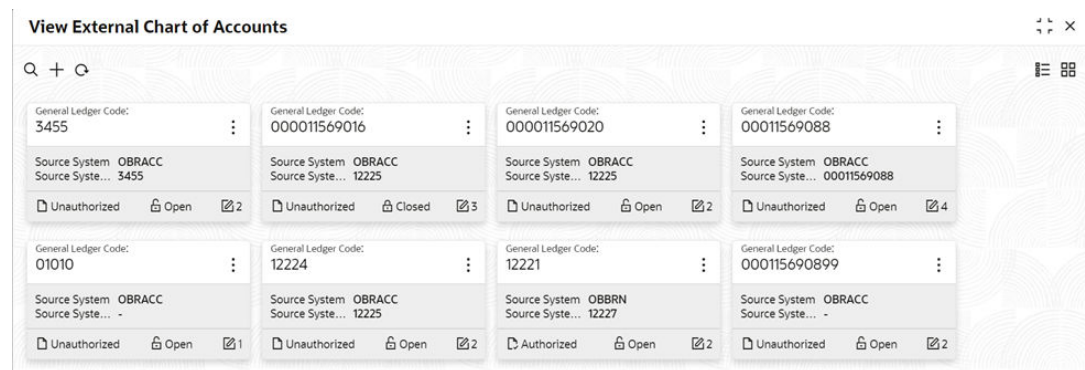 View External Chart of Accounts
General Ledger Code: General Ledger Code: General Ledger Code: General Ledger Code:
3455 000011569016 000011569020 00011569088
Source System OBRACC Source System OBRACC Source System OBRACC Source System OBRACC
Source Syste... 3455 Source Syste... 12225 Source Syste... 12225 Source Syste... 00011569088
Unauthorized Open 2 Unauthorized Closed 3 Unauthorized Open 2 Unauthorized Open 4
General Ledger Code: General Ledger Code: General Ledger Code: General Ledger Code:
01010 12224 12221 000115690899
Source System OBRACC Source System OBRACC Source System OBBRN Source System OBRACC
Source Syste... - Source Syste... 12225 Source Syste... 12227 Source Syste... -
Unauthorized Open 1 Unauthorized Open 2 Authorized Open 2 Unauthorized Open 2